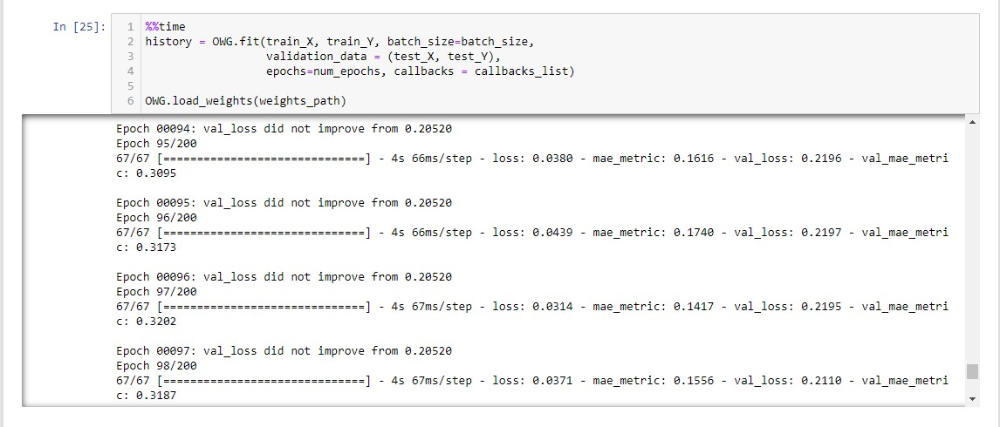 In [25]:
1 %%time
2 history = OWG.fit(train_X, train_Y, batch_size=batch_size,
3 validation_data = (test_X, test_Y),
4 epochs=num_epochs, callbacks = callbacks_list)
5
6 OWG.load_weights(weights_path)
Epoch 00094: val_loss did not improve from 0.20520
Epoch 95/200
67/67 [==============================] - 4s 66ms/step - loss: 0.0380 - mae_metric: 0.1616 - val_loss: 0.2196 - val_mae_metri
c: 0.3095
Epoch 00095: val_loss did not improve from 0.20520
Epoch 96/200
67/67 [==============================] - 4s 66ms/step - loss: 0.0439 - mae_metric: 0.1740 - val_loss: 0.2197 - val_mae_metri
c: 0.3173
Epoch 00096: val_loss did not improve from 0.20520
Epoch 97/200
67/67 [==============================] - 4s 67ms/step - loss: 0.0314 - mae_metric: 0.1417 - val_loss: 0.2195 - val_mae_metri
c: 0.3202
Epoch 00097: val_loss did not improve from 0.20520
Epoch 98/200
67/67 [==============================] - 4s 67ms/step - loss: 0.0371 - mae_metric: 0.1556 - val_loss: 0.2110 - val_mae_metri
c: 0.3187